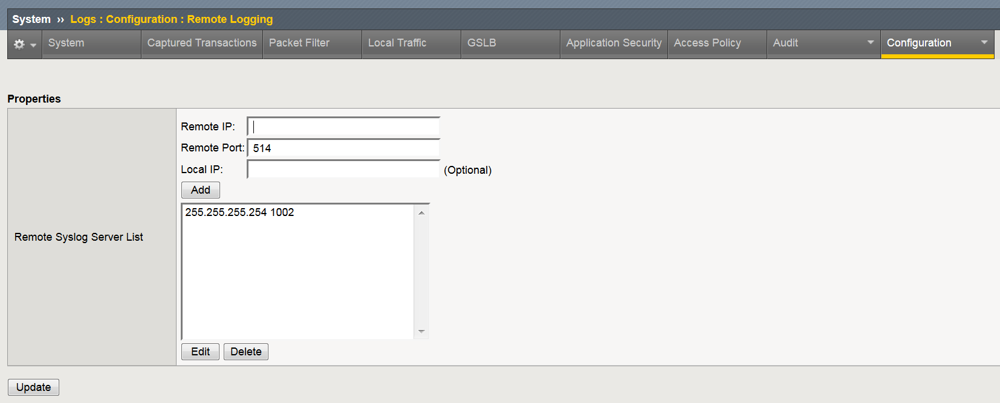 System ›› Logs : Configuration : Remote Logging
System Captured Transactions Packet Filter Local Traffic GSLB Application Security Access Policy Audit Configuration
Properties
Remote IP:
Remote Port: 514
Local IP: (Optional)
Add
255.255.255.254 1002
Remote Syslog Server List
Edit Delete
Update